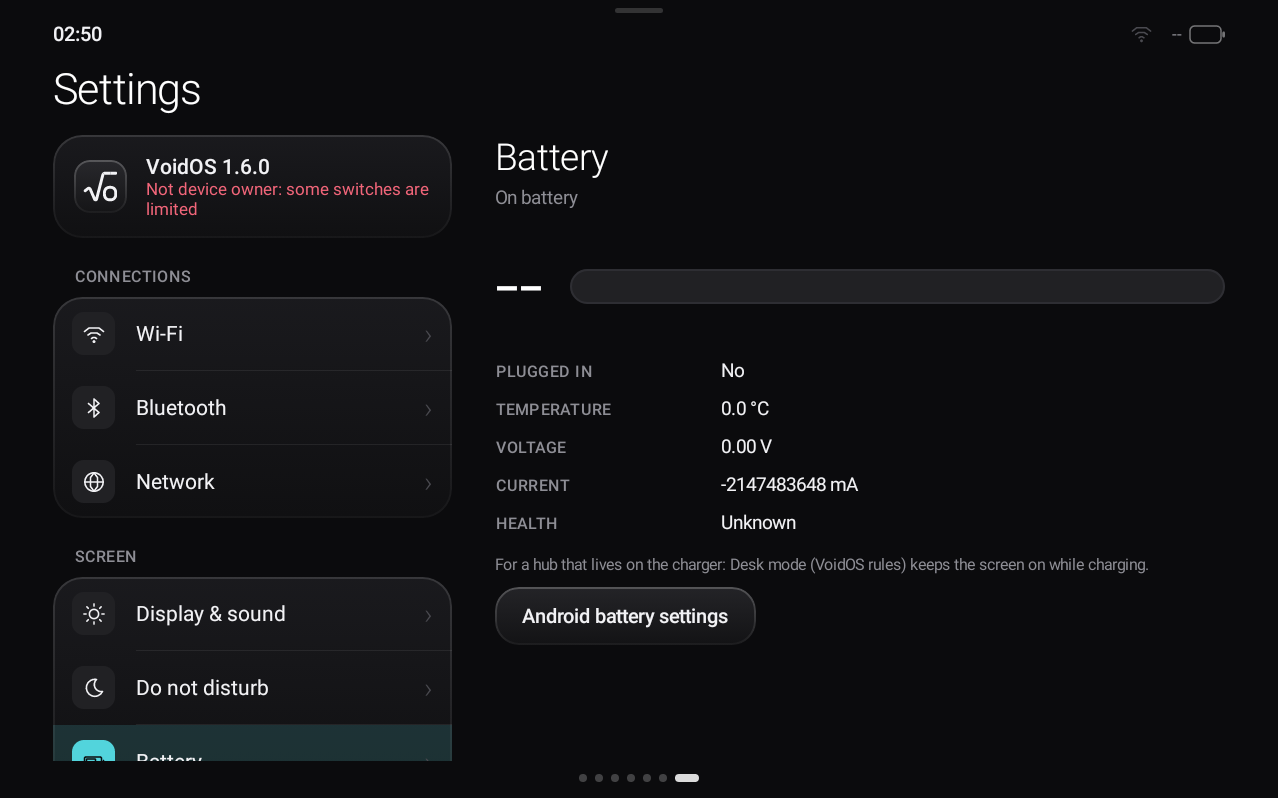 02:50
--
Settings
VoidOS 1.6.0
Not device owner: some switches are
limited
CONNECTIONS
Wi-Fi
Bluetooth
Network
SCREEN
Display & sound
Do not disturb
Battery
Battery
On battery
--
PLUGGED IN No
TEMPERATURE 0.0 °C
VOLTAGE 0.00 V
CURRENT -2147483648 mA
HEALTH Unknown
For a hub that lives on the charger: Desk mode (VoidOS rules) keeps the screen on while charging.
Android battery settings